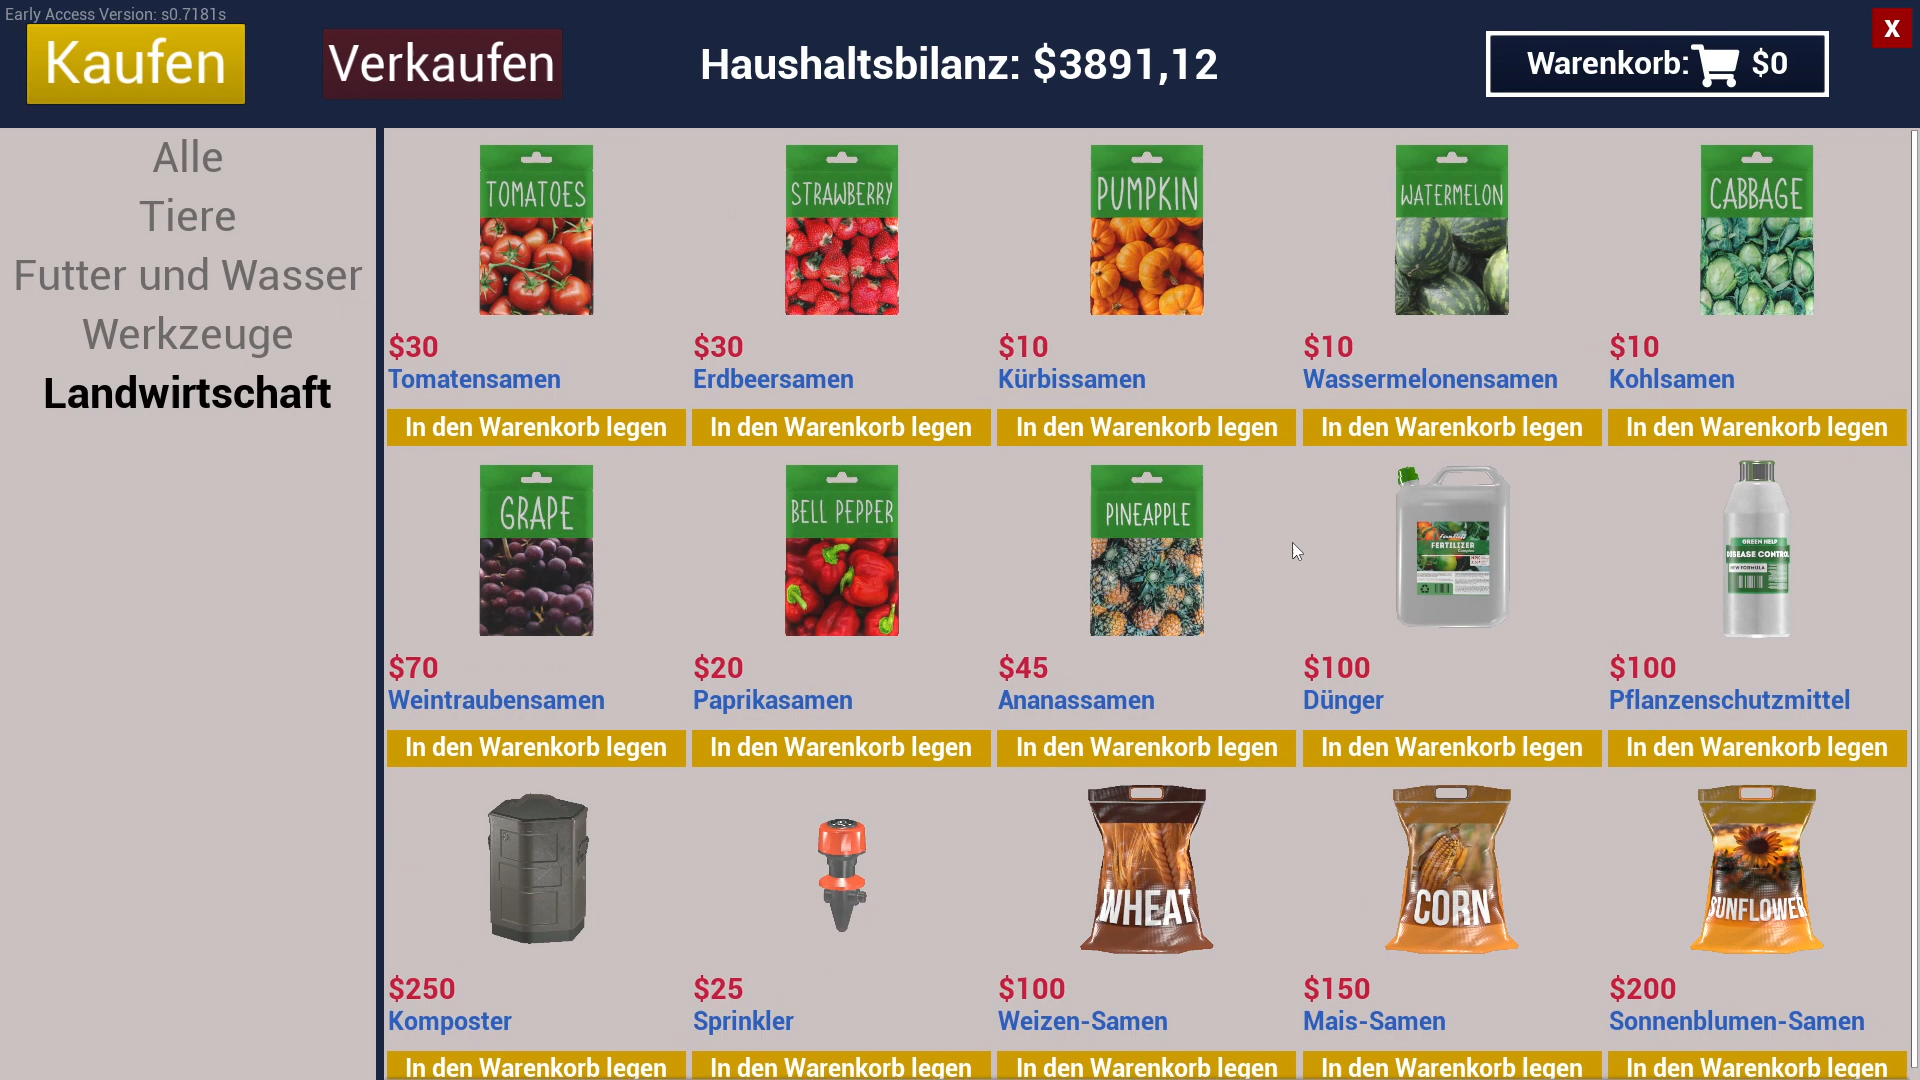 Early Access Version: s0.7181s
Kaufen
Verkaufen
Haushaltsbilanz: $3891,12
Warenkorb: $0
X
Alle
Tiere
Futter und Wasser
Werkzeuge
Landwirtschaft
TOMATOES
STRAWBERRY
PUMPKIN
WATERMELON
CABBAGE
$30
$30
$10
$10
$10
Tomatensamen
Erdbeersamen
Kürbissamen
Wassermelonensamen
Kohlsamen
In den Warenkorb legen
In den Warenkorb legen
In den Warenkorb legen
In den Warenkorb legen
In den Warenkorb legen
GRAPE
BELL PEPPER
PINEAPPLE
FERTILIZER
GREEN HELP
DISEASE CONTROL
NEW FORMULA
$70
$20
$45
$100
$100
Weintraubensamen
Paprikasamen
Ananassamen
Dünger
Pflanzenschutzmittel
In den Warenkorb legen
In den Warenkorb legen
In den Warenkorb legen
In den Warenkorb legen
In den Warenkorb legen
WHEAT
CORN
SUNFLOWER
$250
$25
$100
$150
$200
Komposter
Sprinkler
Weizen-Samen
Mais-Samen
Sonnenblumen-Samen
In den Warenkorb legen
In den Warenkorb legen
In den Warenkorb legen
In den Warenkorb legen
In den Warenkorb legen